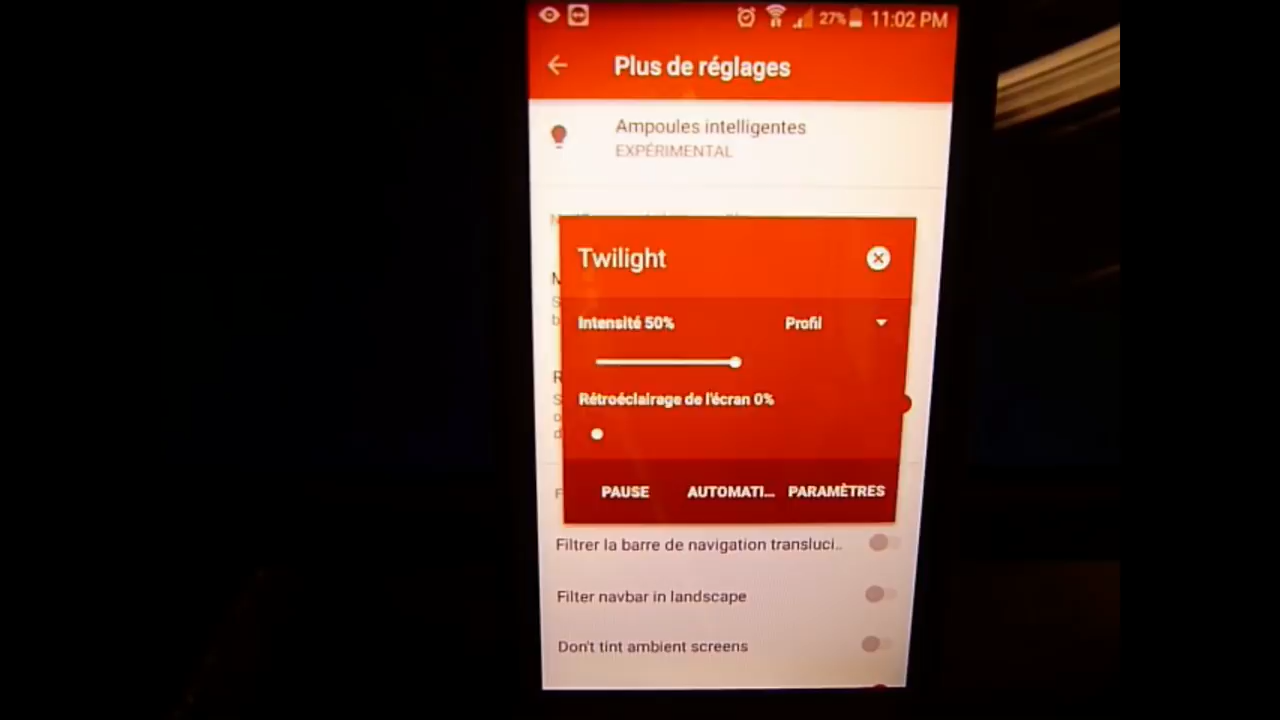 27% 11:02 PM
Plus de réglages
Ampoules intelligentes
EXPÉRIMENTAL
Twilight
Intensité 50% Profil
Rétroéclairage de l'écran 0%
PAUSE AUTOMATI... PARAMÈTRES
Filtrer la barre de navigation transluci..
Filter navbar in landscape
Don't tint ambient screens